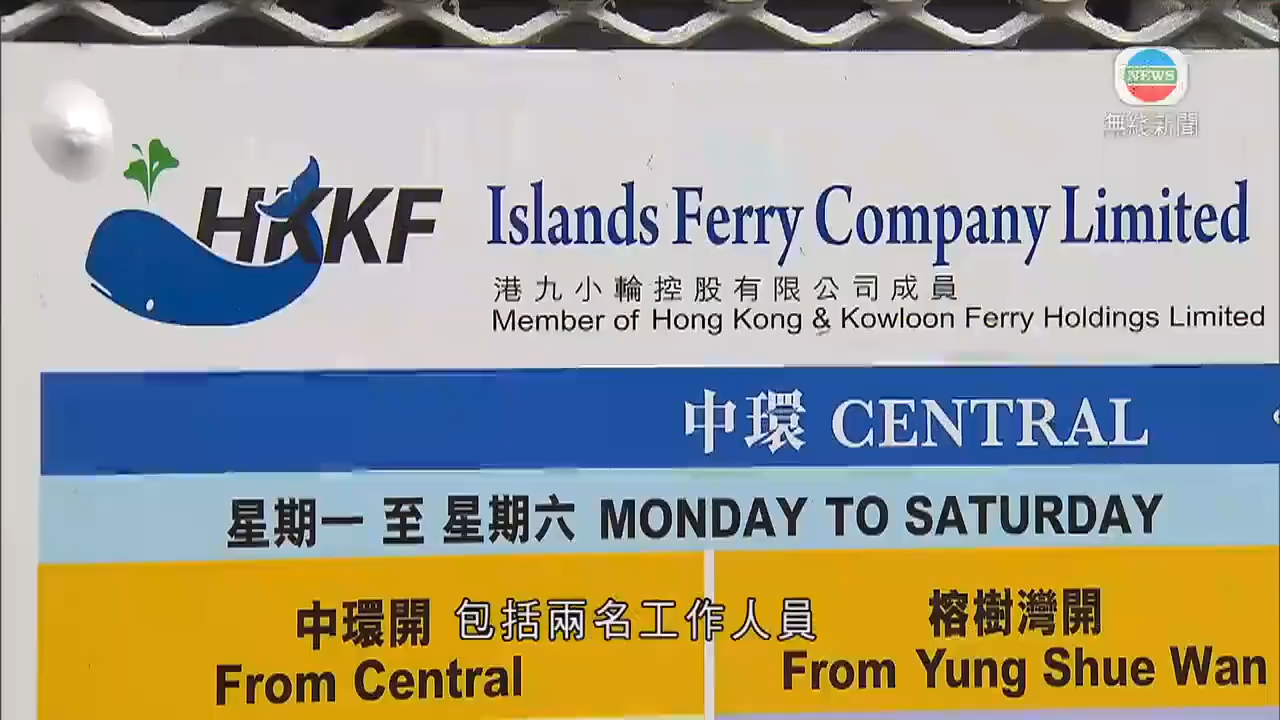 NEWS
無綫新聞
HKKF
Islands Ferry Company Limited
港九小輪控股有限公司成員
Member of Hong Kong & Kowloon Ferry Holdings Limited
中環 CENTRAL
星期一 至 星期六 MONDAY TO SATURDAY
中環開
From Central
包括兩名工作人員
榕樹灣開
From Yung Shue Wan